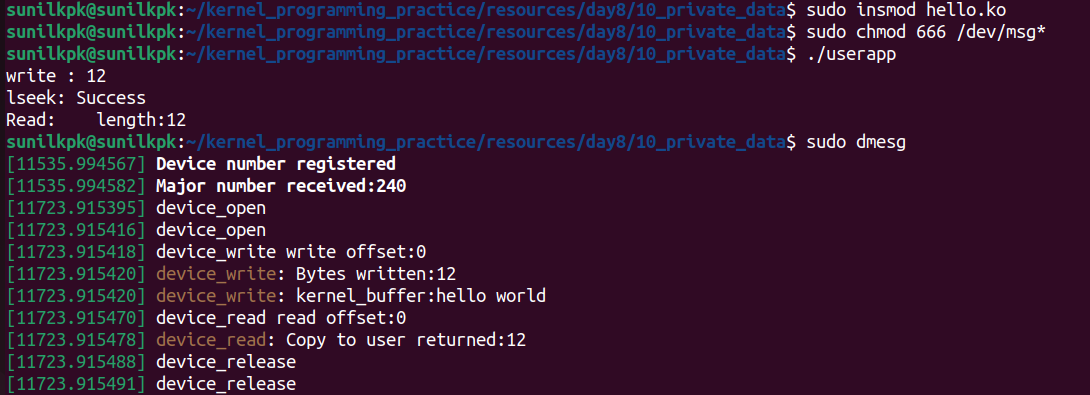 sunilkpk@sunilkpk:~/kernel_programming_practice/resources/day8/10_private_data$ sudo insmod hello.ko
sunilkpk@sunilkpk:~/kernel_programming_practice/resources/day8/10_private_data$ sudo chmod 666 /dev/msg*
sunilkpk@sunilkpk:~/kernel_programming_practice/resources/day8/10_private_data$ ./userapp
write : 12
lseek: Success
Read:    length:12
sunilkpk@sunilkpk:~/kernel_programming_practice/resources/day8/10_private_data$ sudo dmesg
[11535.994567] Device number registered
[11535.994582] Major number received:240
[11723.915395] device_open
[11723.915416] device_open
[11723.915418] device_write write offset:0
[11723.915420] device_write: Bytes written:12
[11723.915420] device_write: kernel_buffer:hello world
[11723.915470] device_read read offset:0
[11723.915478] device_read: Copy to user returned:12
[11723.915488] device_release
[11723.915491] device_release